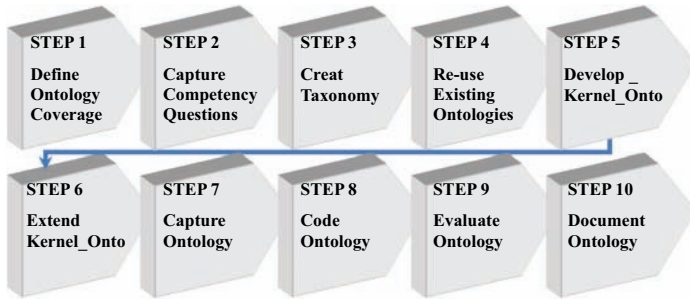 STEP 1
Define
Ontology
Coverage
STEP 2
Capture
Competency
Questions
STEP 3
Creat
Taxonomy
STEP 4
Re-use
Existing
Ontologies
STEP 5
Develop _
Kernel_Onto
STEP 6
Extend
Kernel_Onto
STEP 7
Capture
Ontology
STEP 8
Code
Ontology
STEP 9
Evaluate
Ontology
STEP 10
Document
Ontology